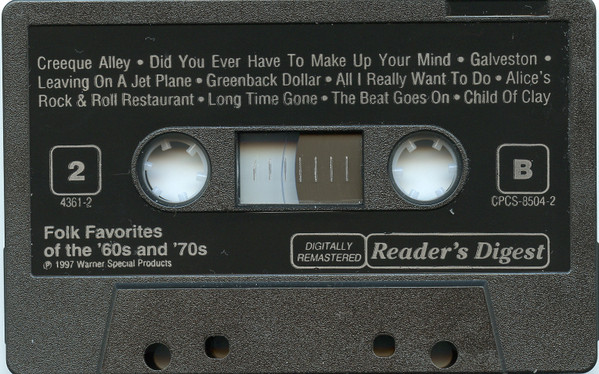 Creeque Alley • Did You Ever Have To Make Up Your Mind • Galveston •
Leaving On A Jet Plane • Greenback Dollar • All I Really Want To Do • Alice's
Rock & Roll Restaurant • Long Time Gone • The Beat Goes On • Child Of Clay
2
B
4361-2
CPCS-8504-2
Folk Favorites
of the '60s and '70s
℗ 1997 Warner Special Products
DIGITALLY
REMASTERED
Reader's Digest